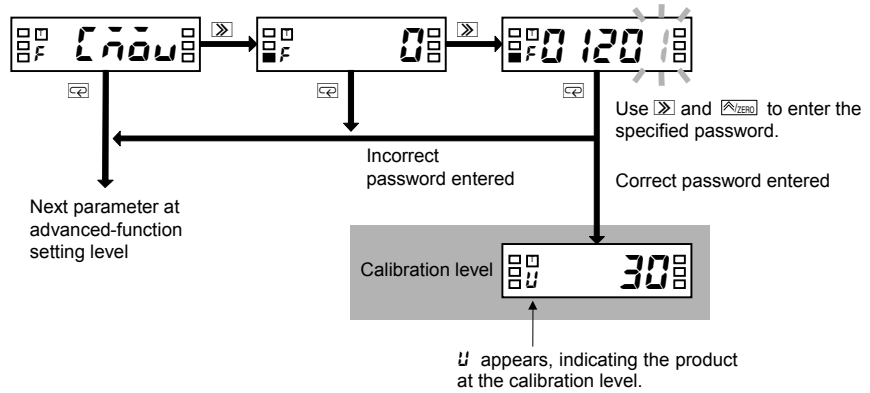 T
F
Cmov
T
F
0
T
F
01201
Use and /ZERO to enter the
specified password.
Incorrect
password entered
Correct password entered
Next parameter at
advanced-function
setting level
Calibration level
T
U
30
U appears, indicating the product
at the calibration level.